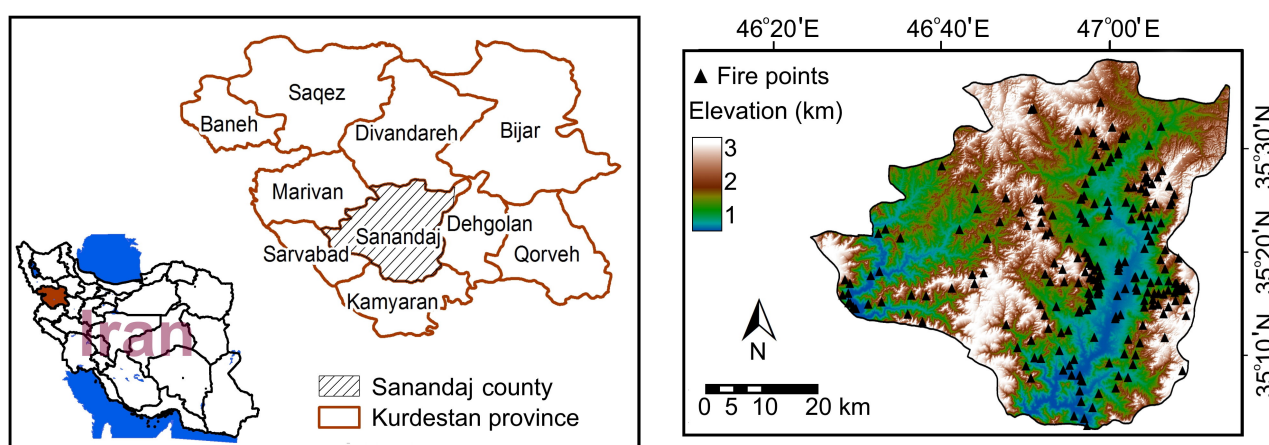 Saqez
Baneh
Divandareh
Bijar
Marivan
Dehgolan
Sanandaj
Sarvabad
Qorveh
Kamyaran
Iran
Sanandaj county
Kurdestan province
46°20'E
46°40'E
47°00'E
▲ Fire points
Elevation (km)
3
2
1
N
0 5 10 20 km
35°30'N
35°20'N
35°10'N